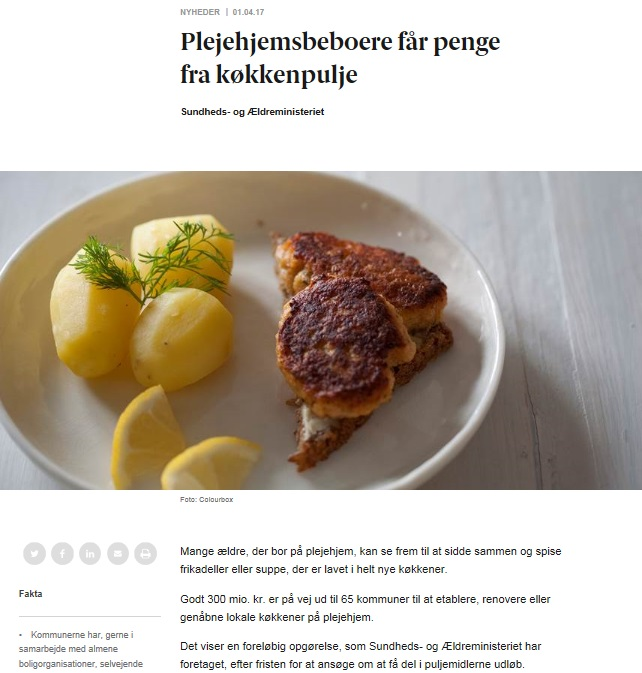 NYHEDER | 01.04.17
Plejehjemsbeboere får penge
fra køkkenpulje
Sundheds- og Ældreministeriet
Foto: Colourbox
Mange ældre, der bor på plejehjem, kan se frem til at sidde sammen og spise
frikadeller eller suppe, der er lavet i helt nye køkkener.
Godt 300 mio. kr. er på vej ud til 65 kommuner til at etablere, renovere eller
genåbne lokale køkkener på plejehjem.
Det viser en foreløbig opgørelse, som Sundheds- og Ældreministeriet har
foretaget, efter fristen for at ansøge om at få del i puljemidlerne udløb.
Fakta
• Kommunerne har, gerne i
samarbejde med almene
boligorganisationer, selvejende